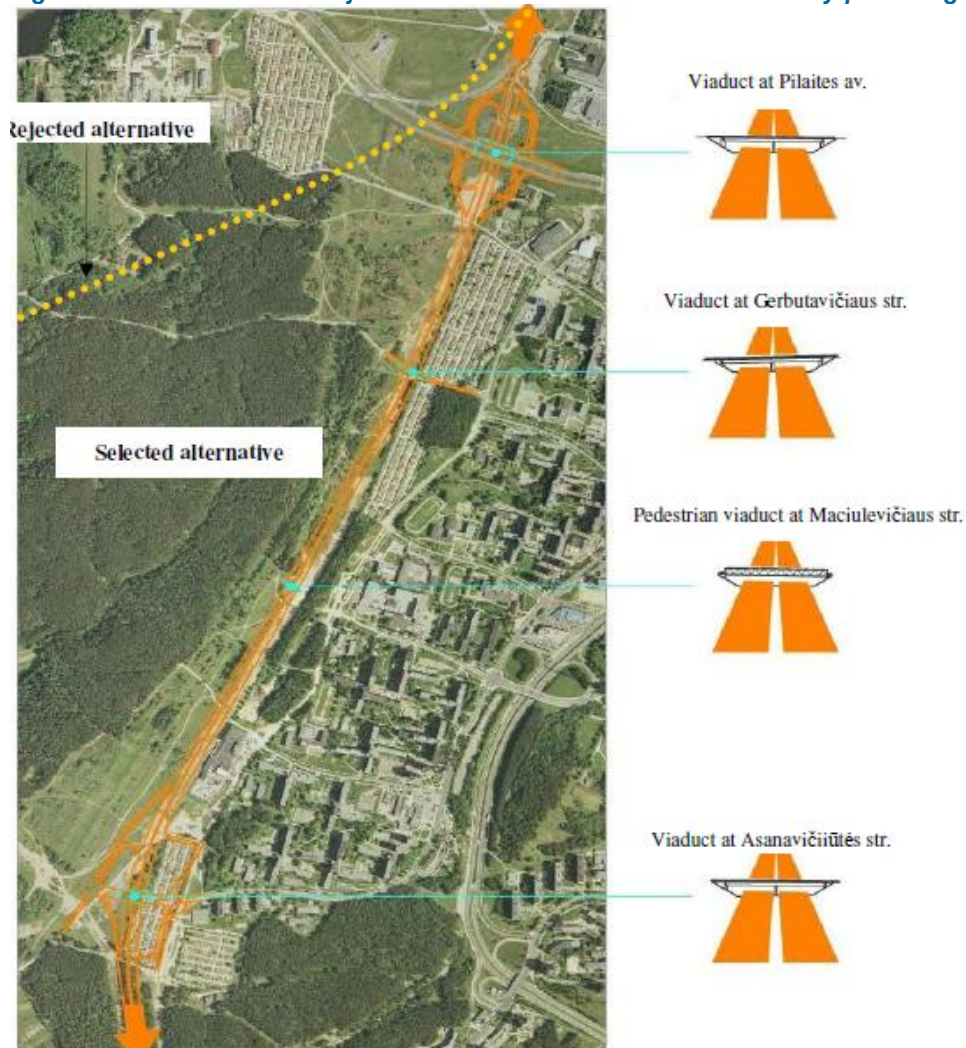 Rejected alternative
Selected alternative
Viaduct at Pilaites av.
Viaduct at Gerbutavičiaus str.
Pedestrian viaduct at Maciulevičiaus str.
Viaduct at Asanavičiiūtės str.